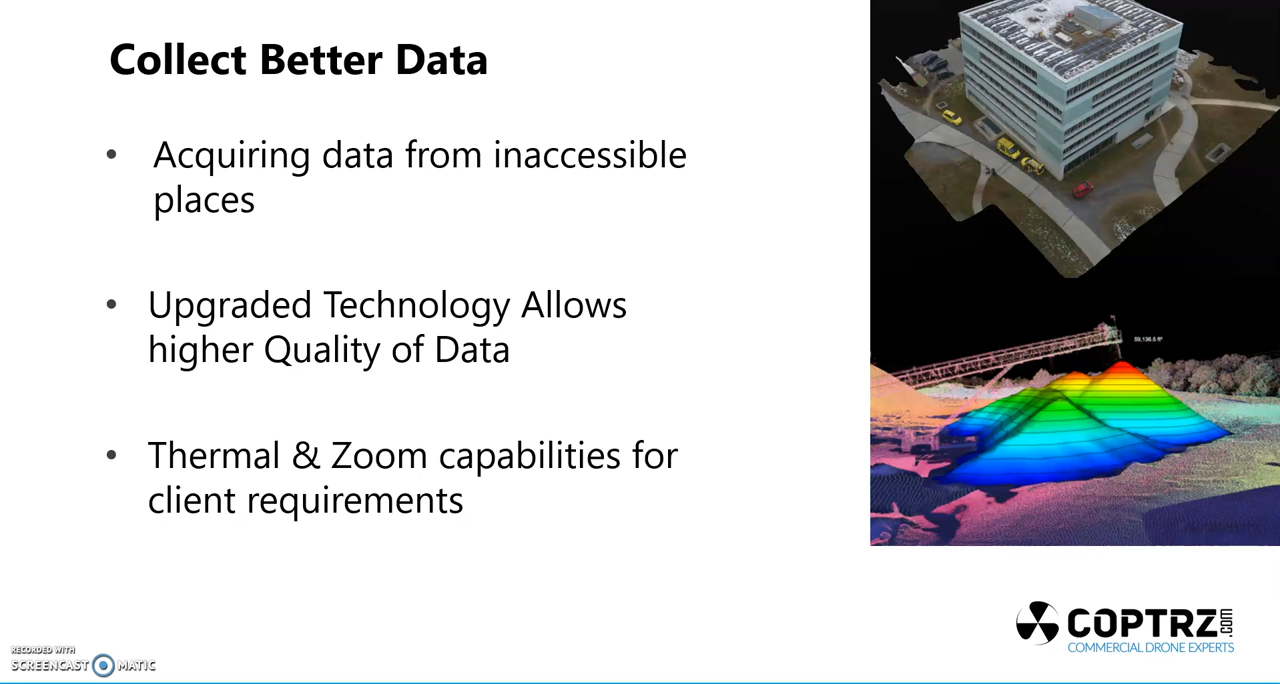 Collect Better Data
• Acquiring data from inaccessible
places
• Upgraded Technology Allows
higher Quality of Data
• Thermal & Zoom capabilities for
client requirements
COPTRZ.com
COMMERCIAL DRONE EXPERTS
RECORDED WITH
SCREENCAST MATIC